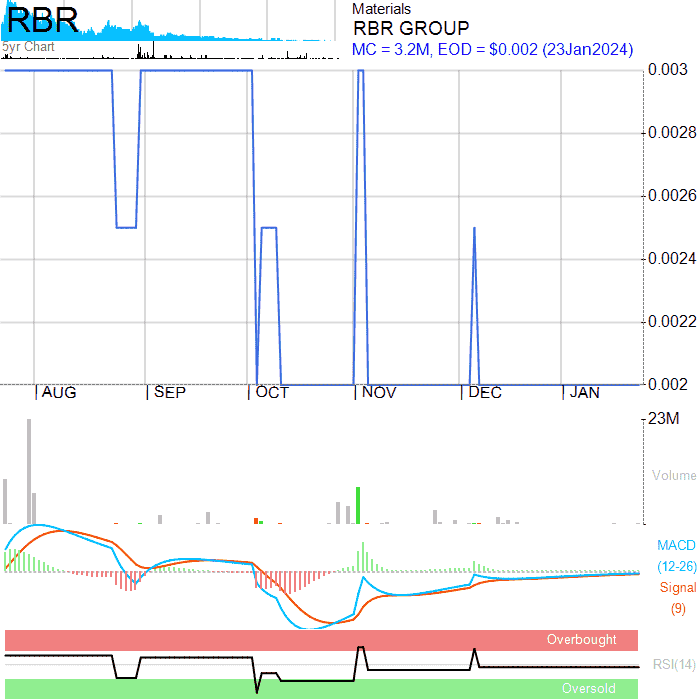 RBR
5yr Chart
Materials
RBR GROUP
MC = 3.2M, EOD = $0.002 (23Jan2024)
0.003
0.0028
0.0026
0.0024
0.0022
0.002
AUG SEP OCT NOV DEC JAN
23M
Volume
MACD
(12-26)
Signal
(9)
Overbought
RSI(14)
Oversold